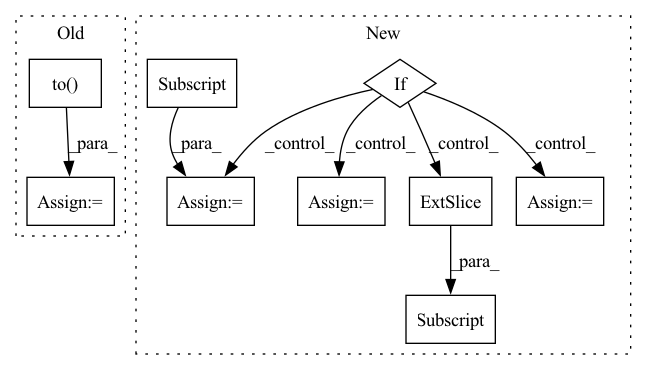 Old
New
to()
Subscript
If
_para_
_para_
_control_
_control_
_control_
_control_
Assign:=
Assign:=
Assign:=
ExtSlice
Assign:=
_para_
Subscript